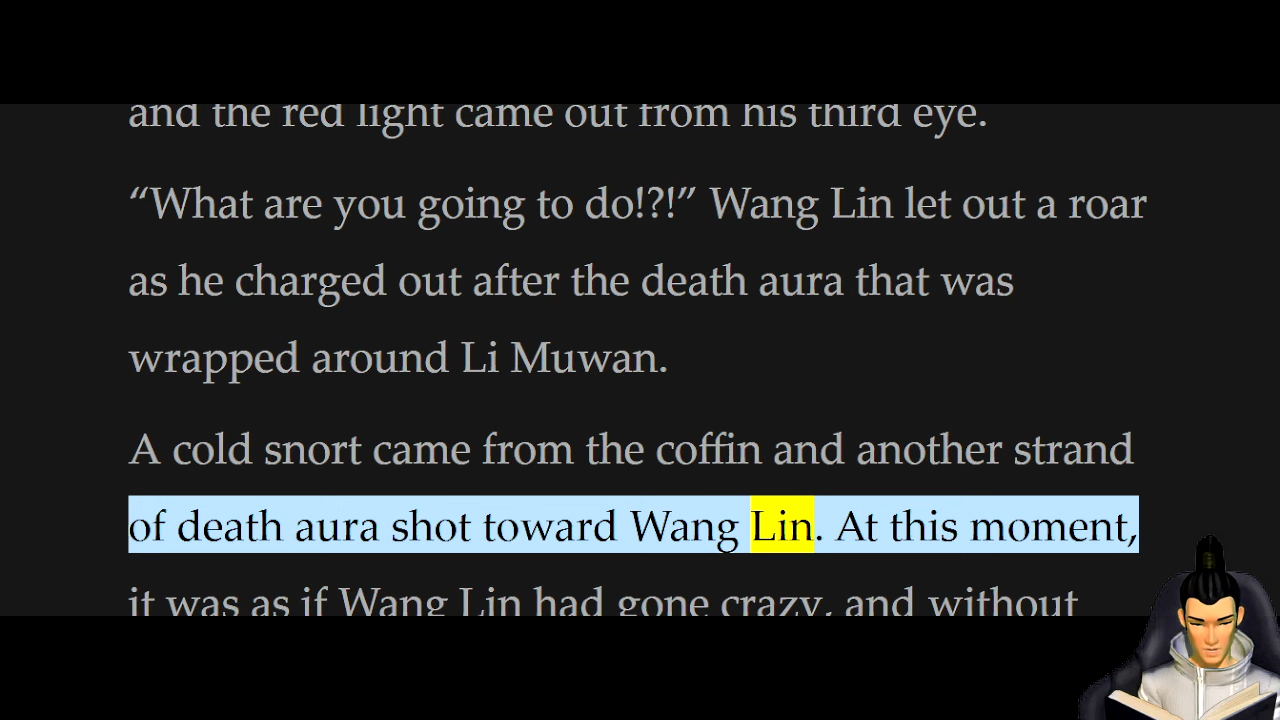 and the red light came out from his third eye.
“What are you going to do!?!” Wang Lin let out a roar
as he charged out after the death aura that was
wrapped around Li Muwan.
A cold snort came from the coffin and another strand
of death aura shot toward Wang Lin. At this moment,
it was as if Wang Lin had gone crazy, and without